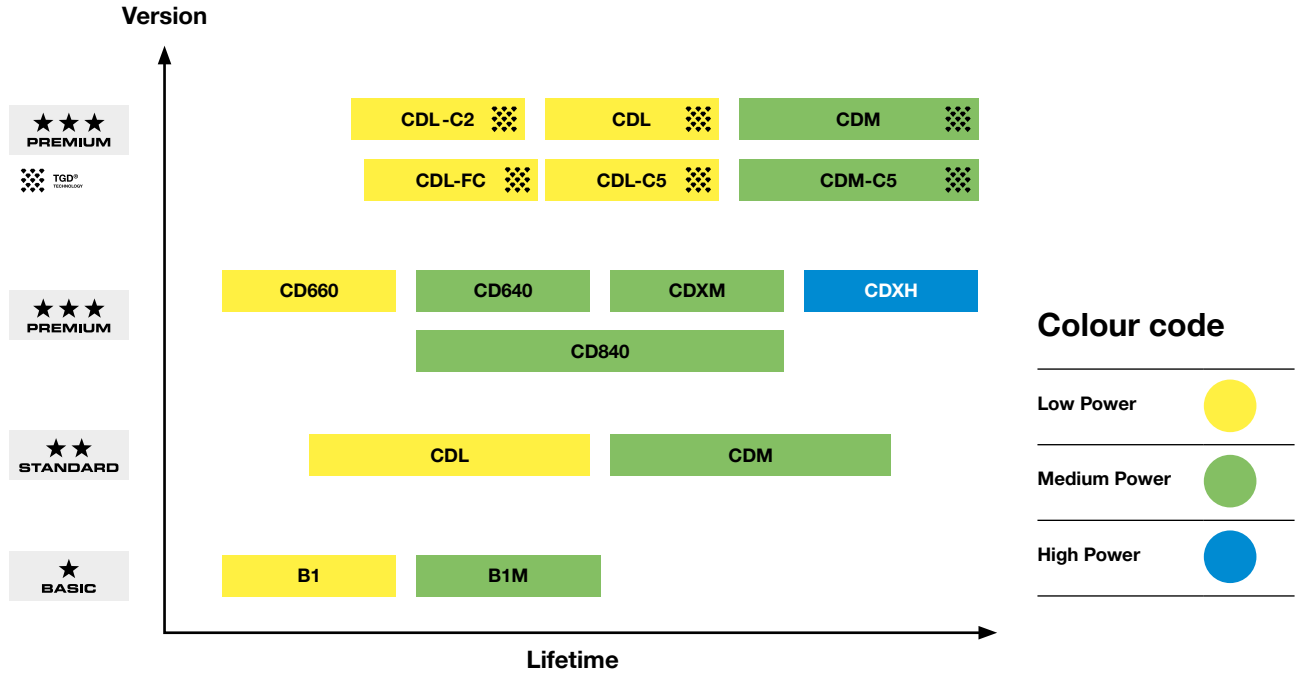 Version
PREMIUM
CDL-C2
CDL
CDM
TGD®
TECHNOLOGY
CDL-FC
CDL-C5
CDM-C5
PREMIUM
CD660
CD640
CDXM
CDXH
CD840
STANDARD
CDL
CDM
BASIC
B1
B1M
Lifetime
Colour code
Low Power
Medium Power
High Power